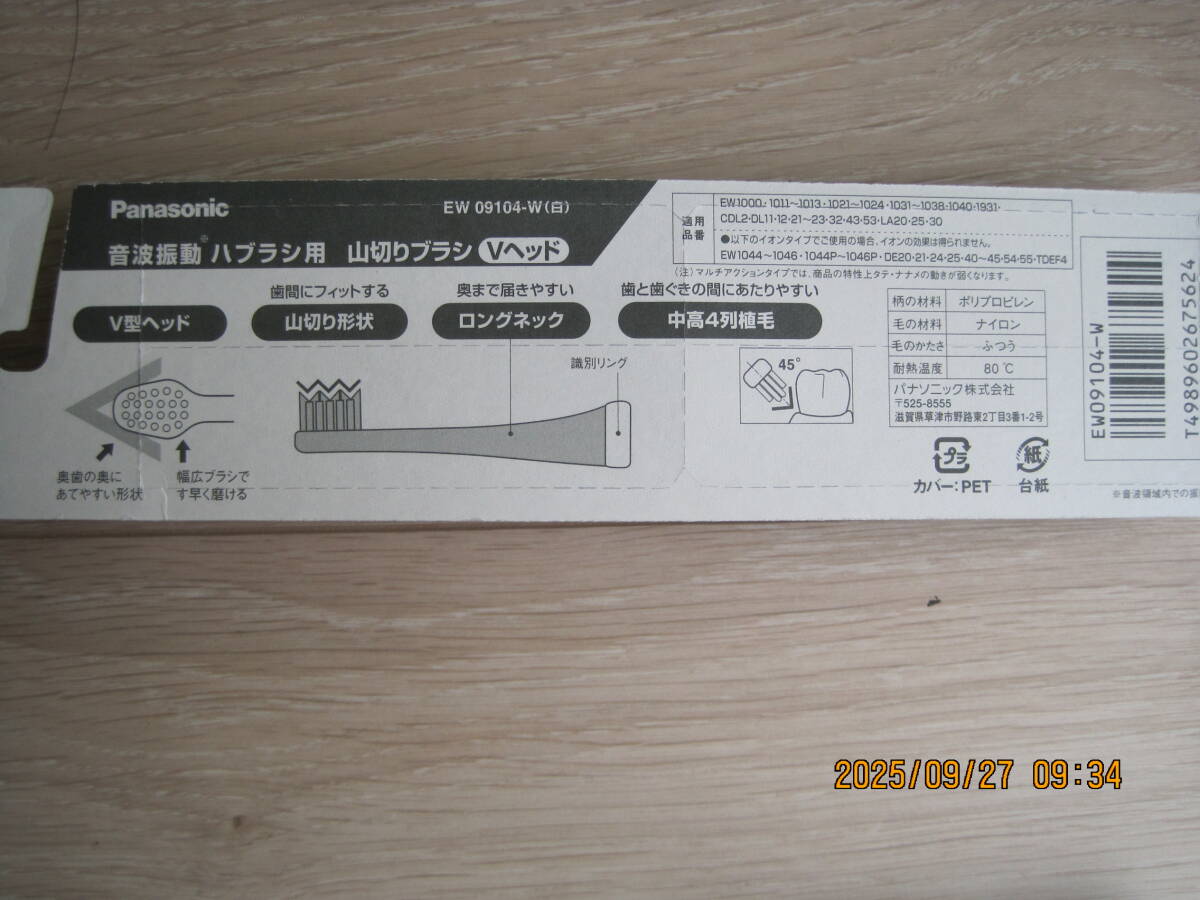 Panasonic
EW 09104-W(白)
音波振動※ハブラシ用 山切りブラシ Vヘッド
V型ヘッド
歯間にフィットする
山切り形状
奥まで届きやすい
ロングネック
歯と歯ぐきの間にあたりやすい
中高4列植毛
奥歯の奥に
あてやすい形状
幅広ブラシで
す早く磨ける
識別リング
45°
適用
品番
EW1000・1011~1013・1021~1024・1031~1038・1040・1931・
CDL2・DL11・12・21~23・32・43・53・LA20・25・30
●以下のイオンタイプでご使用の場合、イオンの効果は得られません。
EW1044~1046・1044P~1046P・DE20・21・24・25・40~45・54・55・TDEF4
(注)マルチアクションタイプでは、商品の特性上タテ・ナナメの動きが弱くなります。
柄の材料 ポリプロピレン
毛の材料 ナイロン
毛のかたさ ふつう
耐熱温度 80℃
パナソニック株式会社
〒525-8555
滋賀県草津市野路東2丁目3番1-2号
プラ
カバー:PET
紙
台紙
EW09104-W
T4989602675624
※音波領域内での振
2025/09/27 09:34